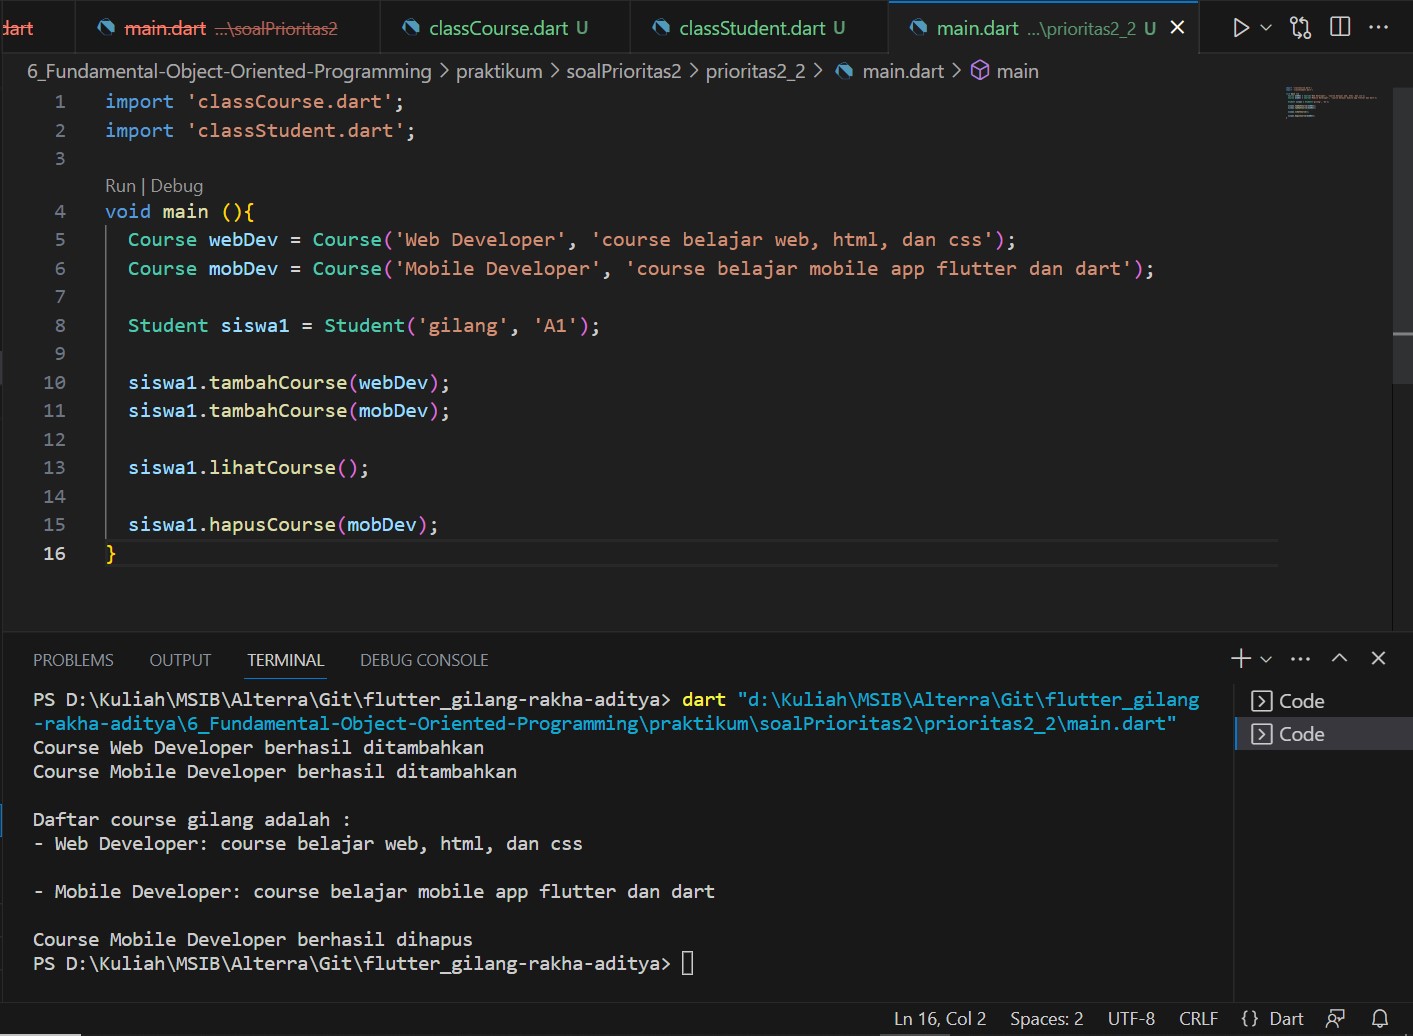 dart main.dart ...\soalPrioritas2 classCourse.dart U classStudent.dart U main.dart ...\prioritas2_2 U
6_Fundamental-Object-Oriented-Programming > praktikum > soalPrioritas2 > prioritas2_2 > main.dart > main
1 import 'classCourse.dart';
2 import 'classStudent.dart';
3
Run | Debug
4 void main (){
5 Course webDev = Course('Web Developer', 'course belajar web, html, dan css');
6 Course mobDev = Course('Mobile Developer', 'course belajar mobile app flutter dan dart');
7
8 Student siswa1 = Student('gilang', 'A1');
9
10 siswa1.tambahCourse(webDev);
11 siswa1.tambahCourse(mobDev);
12
13 siswa1.lihatCourse();
14
15 siswa1.hapusCourse(mobDev);
16 }
PROBLEMS OUTPUT TERMINAL DEBUG CONSOLE
PS D:\Kuliah\MSIB\Alterra\Git\flutter_gilang-rakha-aditya> dart "d:\Kuliah\MSIB\Alterra\Git\flutter_gilang
-rakha-aditya\6_Fundamental-Object-Oriented-Programming\praktikum\soalPrioritas2\prioritas2_2\main.dart"
Course Web Developer berhasil ditambahkan
Course Mobile Developer berhasil ditambahkan
Daftar course gilang adalah :
- Web Developer: course belajar web, html, dan css
- Mobile Developer: course belajar mobile app flutter dan dart
Course Mobile Developer berhasil dihapus
PS D:\Kuliah\MSIB\Alterra\Git\flutter_gilang-rakha-aditya>
Code
Code
Ln 16, Col 2 Spaces: 2 UTF-8 CRLF {} Dart